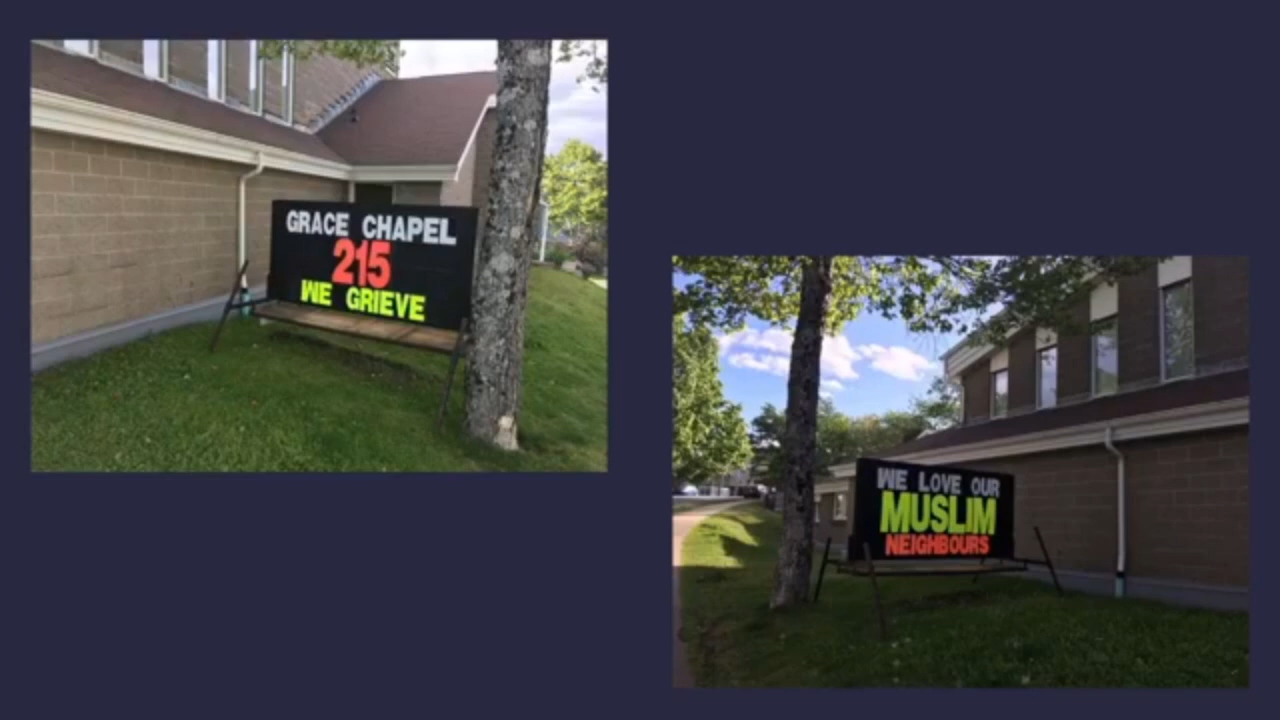 GRACE CHAPEL
215
WE GRIEVE
WE LOVE OUR
MUSLIM
NEIGHBOURS